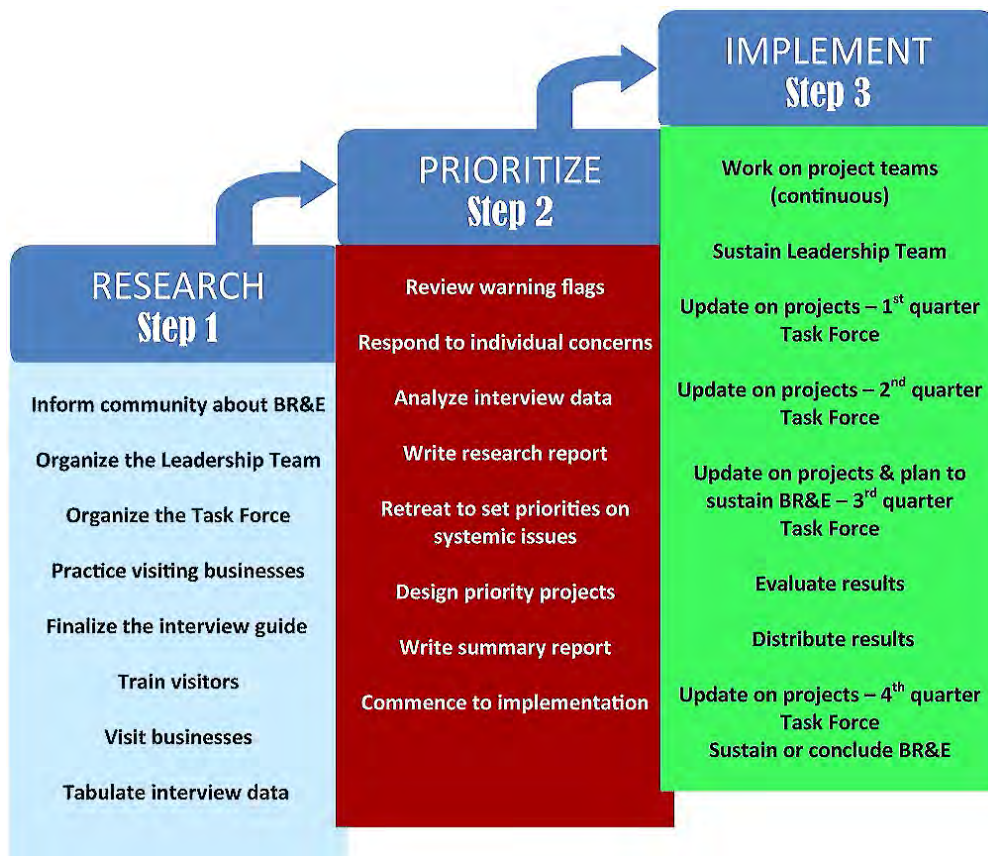 RESEARCH
Step 1
Inform community about BR&E
Organize the Leadership Team
Organize the Task Force
Practice visiting businesses
Finalize the interview guide
Train visitors
Visit businesses
Tabulate interview data
PRIORITIZE
Step 2
Review warning flags
Respond to individual concerns
Analyze interview data
Write research report
Retreat to set priorities on
systemic issues
Design priority projects
Write summary report
Commence to implementation
IMPLEMENT
Step 3
Work on project teams
(continuous)
Sustain Leadership Team
Update on projects – 1st quarter
Task Force
Update on projects – 2nd quarter
Task Force
Update on projects & plan to
sustain BR&E – 3rd quarter
Task Force
Evaluate results
Distribute results
Update on projects – 4th quarter
Task Force
Sustain or conclude BR&E